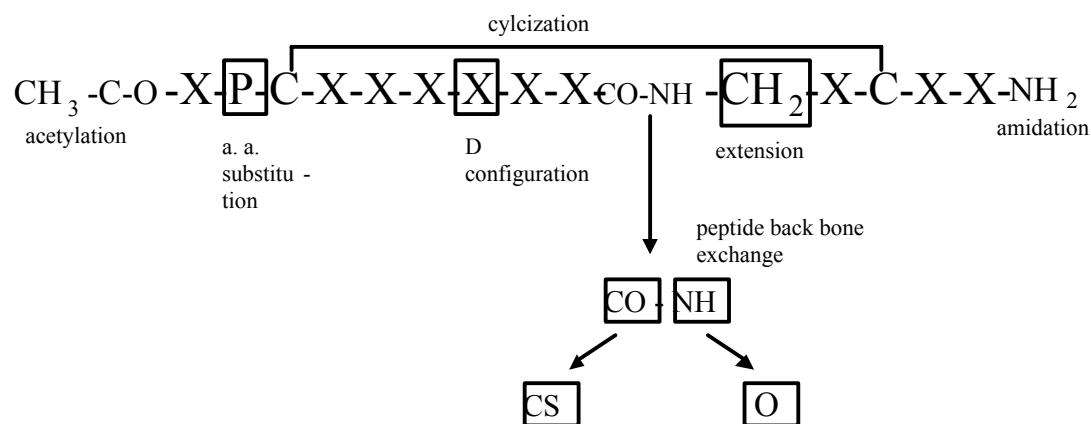 cylcization
CH3 -C-O -X-P-C-X-X-X-X-X-X-CO-NH -CH2-X-C-X-X-NH2
acetylation
amidation
a. a.
substitu -
tion
D
configuration
extension
peptide back bone
exchange
CO - NH
CS
O